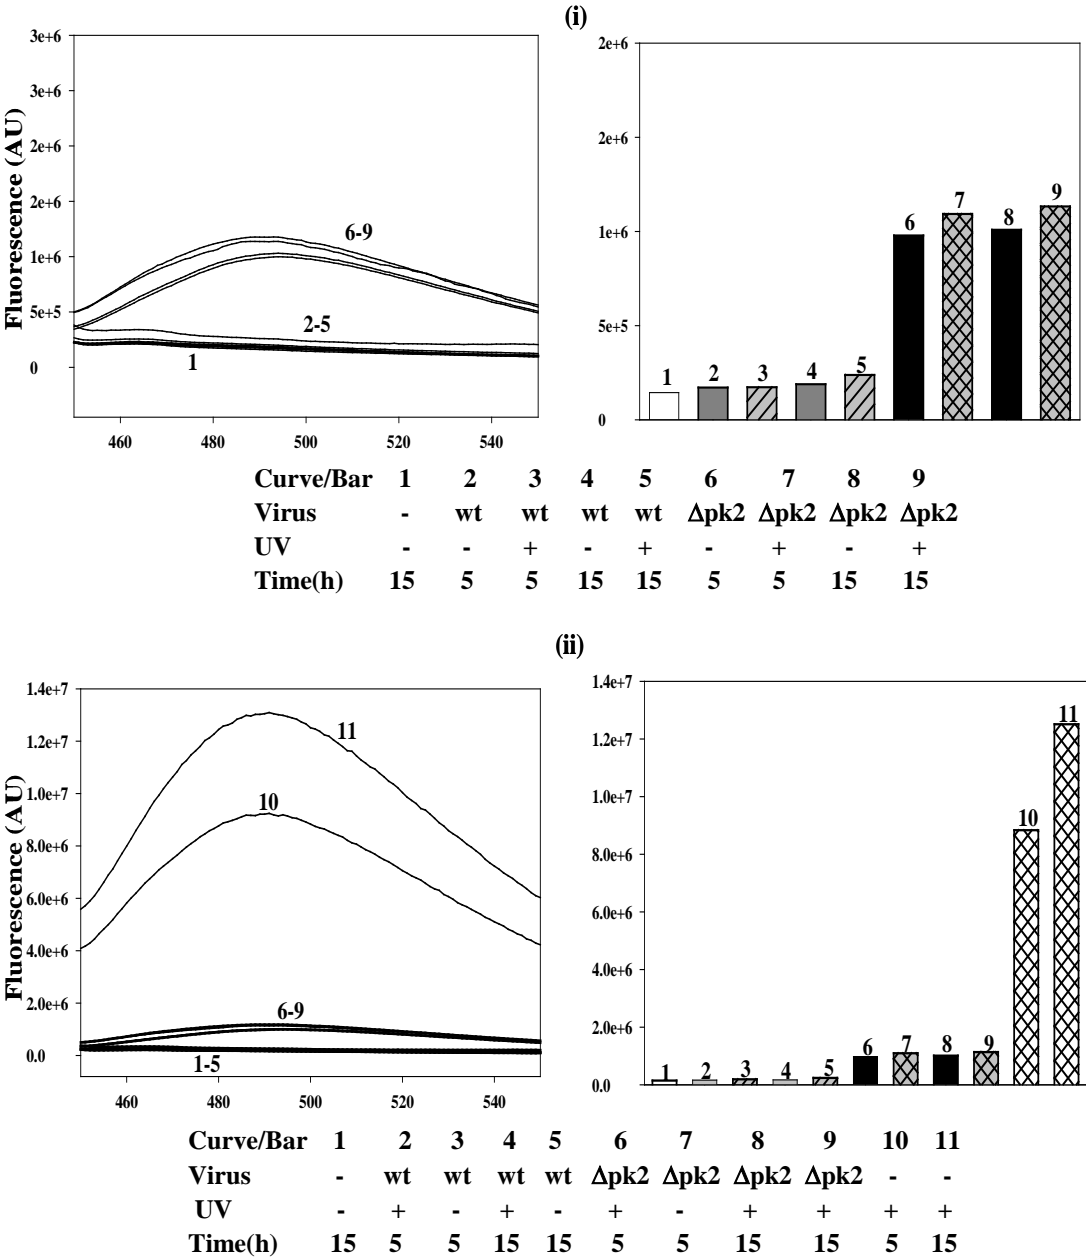 (i)
Fluorescence (AU)
3e+6
3e+6
2e+6
2e+6
1e+6
5e+5
0
6-9
2-5
1
460 480 500 520 540
2e+6
2e+6
1e+6
5e+5
0
1 2 3 4 5 6 7 8 9
Curve/Bar 1 2 3 4 5 6 7 8 9
Virus - wt wt wt wt Δpk2 Δpk2 Δpk2 Δpk2
UV - - + - + - + - +
Time(h) 15 5 5 15 15 5 5 15 15
(ii)
Fluorescence (AU)
1.4e+7
1.2e+7
1.0e+7
8.0e+6
6.0e+6
4.0e+6
2.0e+6
0.0
11
10
6-9
1-5
460 480 500 520 540
1.4e+7
1.2e+7
1.0e+7
8.0e+6
6.0e+6
4.0e+6
2.0e+6
0.0
1 2 3 4 5 6 7 8 9 10 11
Curve/Bar 1 2 3 4 5 6 7 8 9 10 11
Virus - wt wt wt wt Δpk2 Δpk2 Δpk2 Δpk2 - -
UV - + - + - + - + + + +
Time(h) 15 5 5 15 15 5 5 15 15 5 15